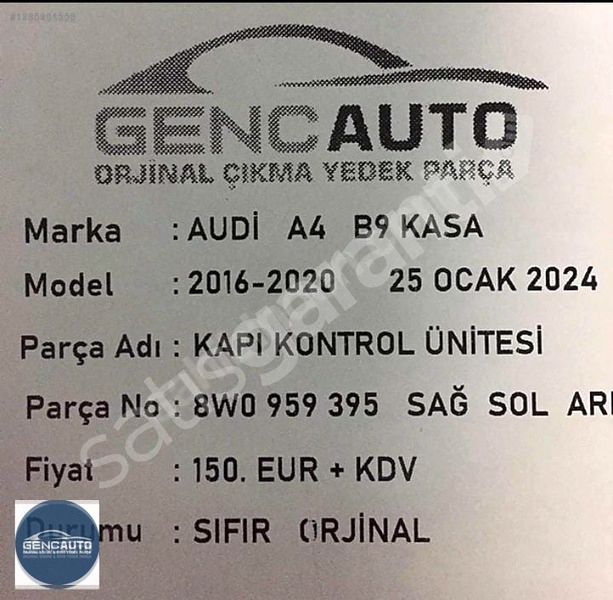 GENCAUTO
ORJİNAL ÇIKMA YEDEK PARÇA
Marka : AUDİ A4 B9 KASA
Model : 2016-2020 25 OCAK 2024
Parça Adı : KAPI KONTROL ÜNİTESİ
Parça No : 8W0 959 395 SAĞ SOL
Fiyat : 150. EUR + KDV
Durumu : SIFIR ORJİNAL
GENCAUTO